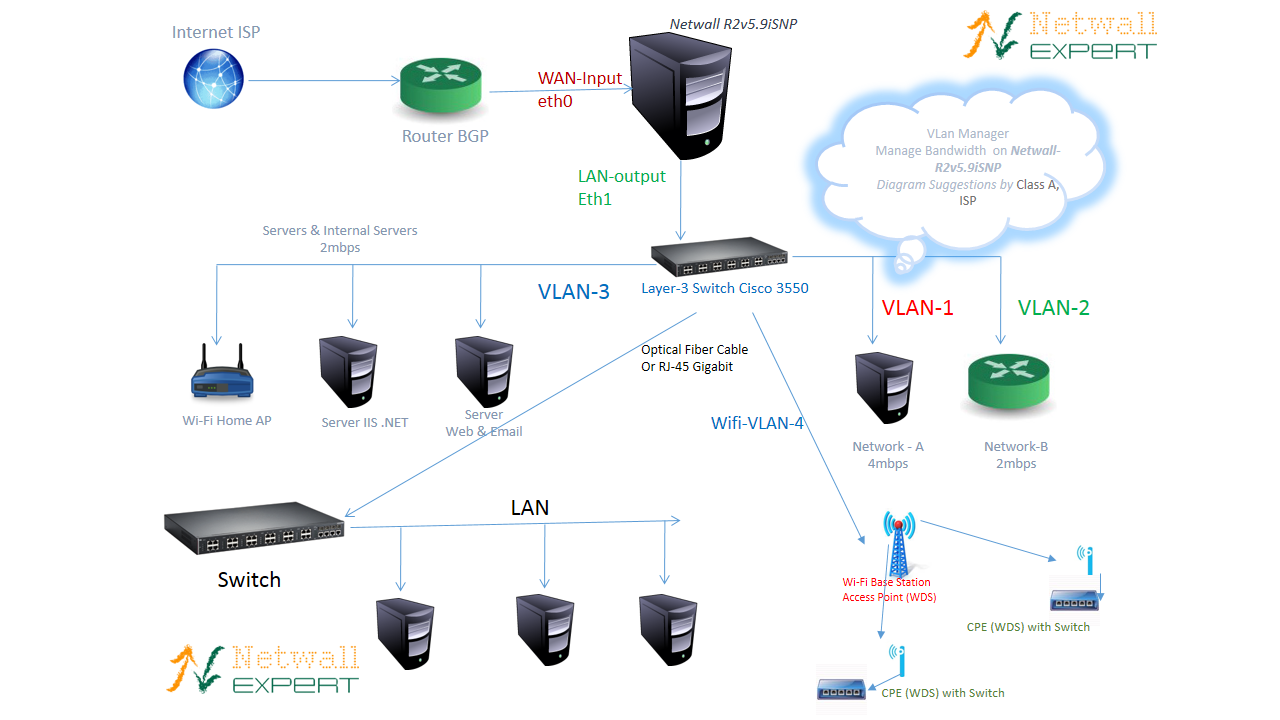 Internet ISP
Netwall R2v5.9iSNP
Netwall
EXPERT
WAN-Input
eth0
Router BGP
VLan Manager
Manage Bandwidth on Netwall-
R2v5.9iSNP
Diagram Suggestions by Class A,
ISP
LAN-output
Eth1
Servers & Internal Servers
2mbps
VLAN-3
Layer-3 Switch Cisco 3550
VLAN-1
VLAN-2
Optical Fiber Cable
Or RJ-45 Gigabit
Wi-Fi Home AP
Server IIS .NET
Server
Web & Email
Wifi-VLAN-4
Network - A
4mbps
Network-B
2mbps
LAN
Switch
Wi-Fi Base Station
Access Point (WDS)
CPE (WDS) with Switch
Netwall
EXPERT
CPE (WDS) with Switch